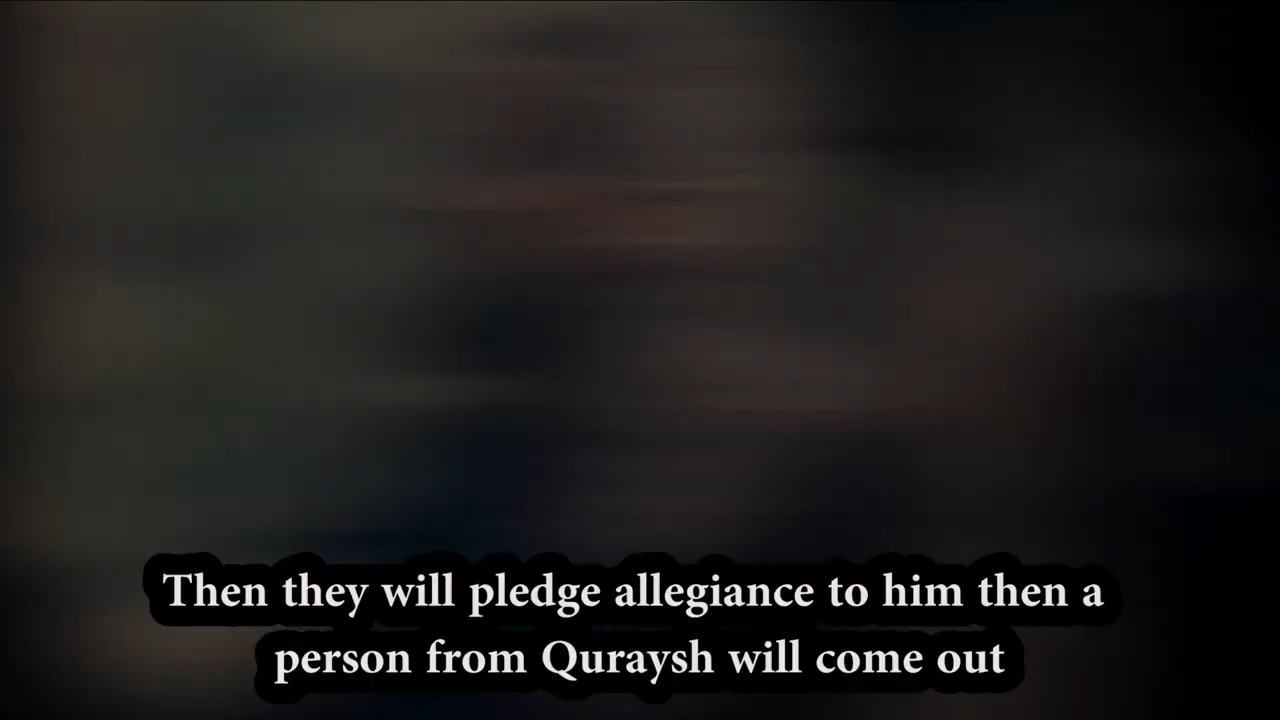 Then they will pledge allegiance to him then a
person from Quraysh will come out